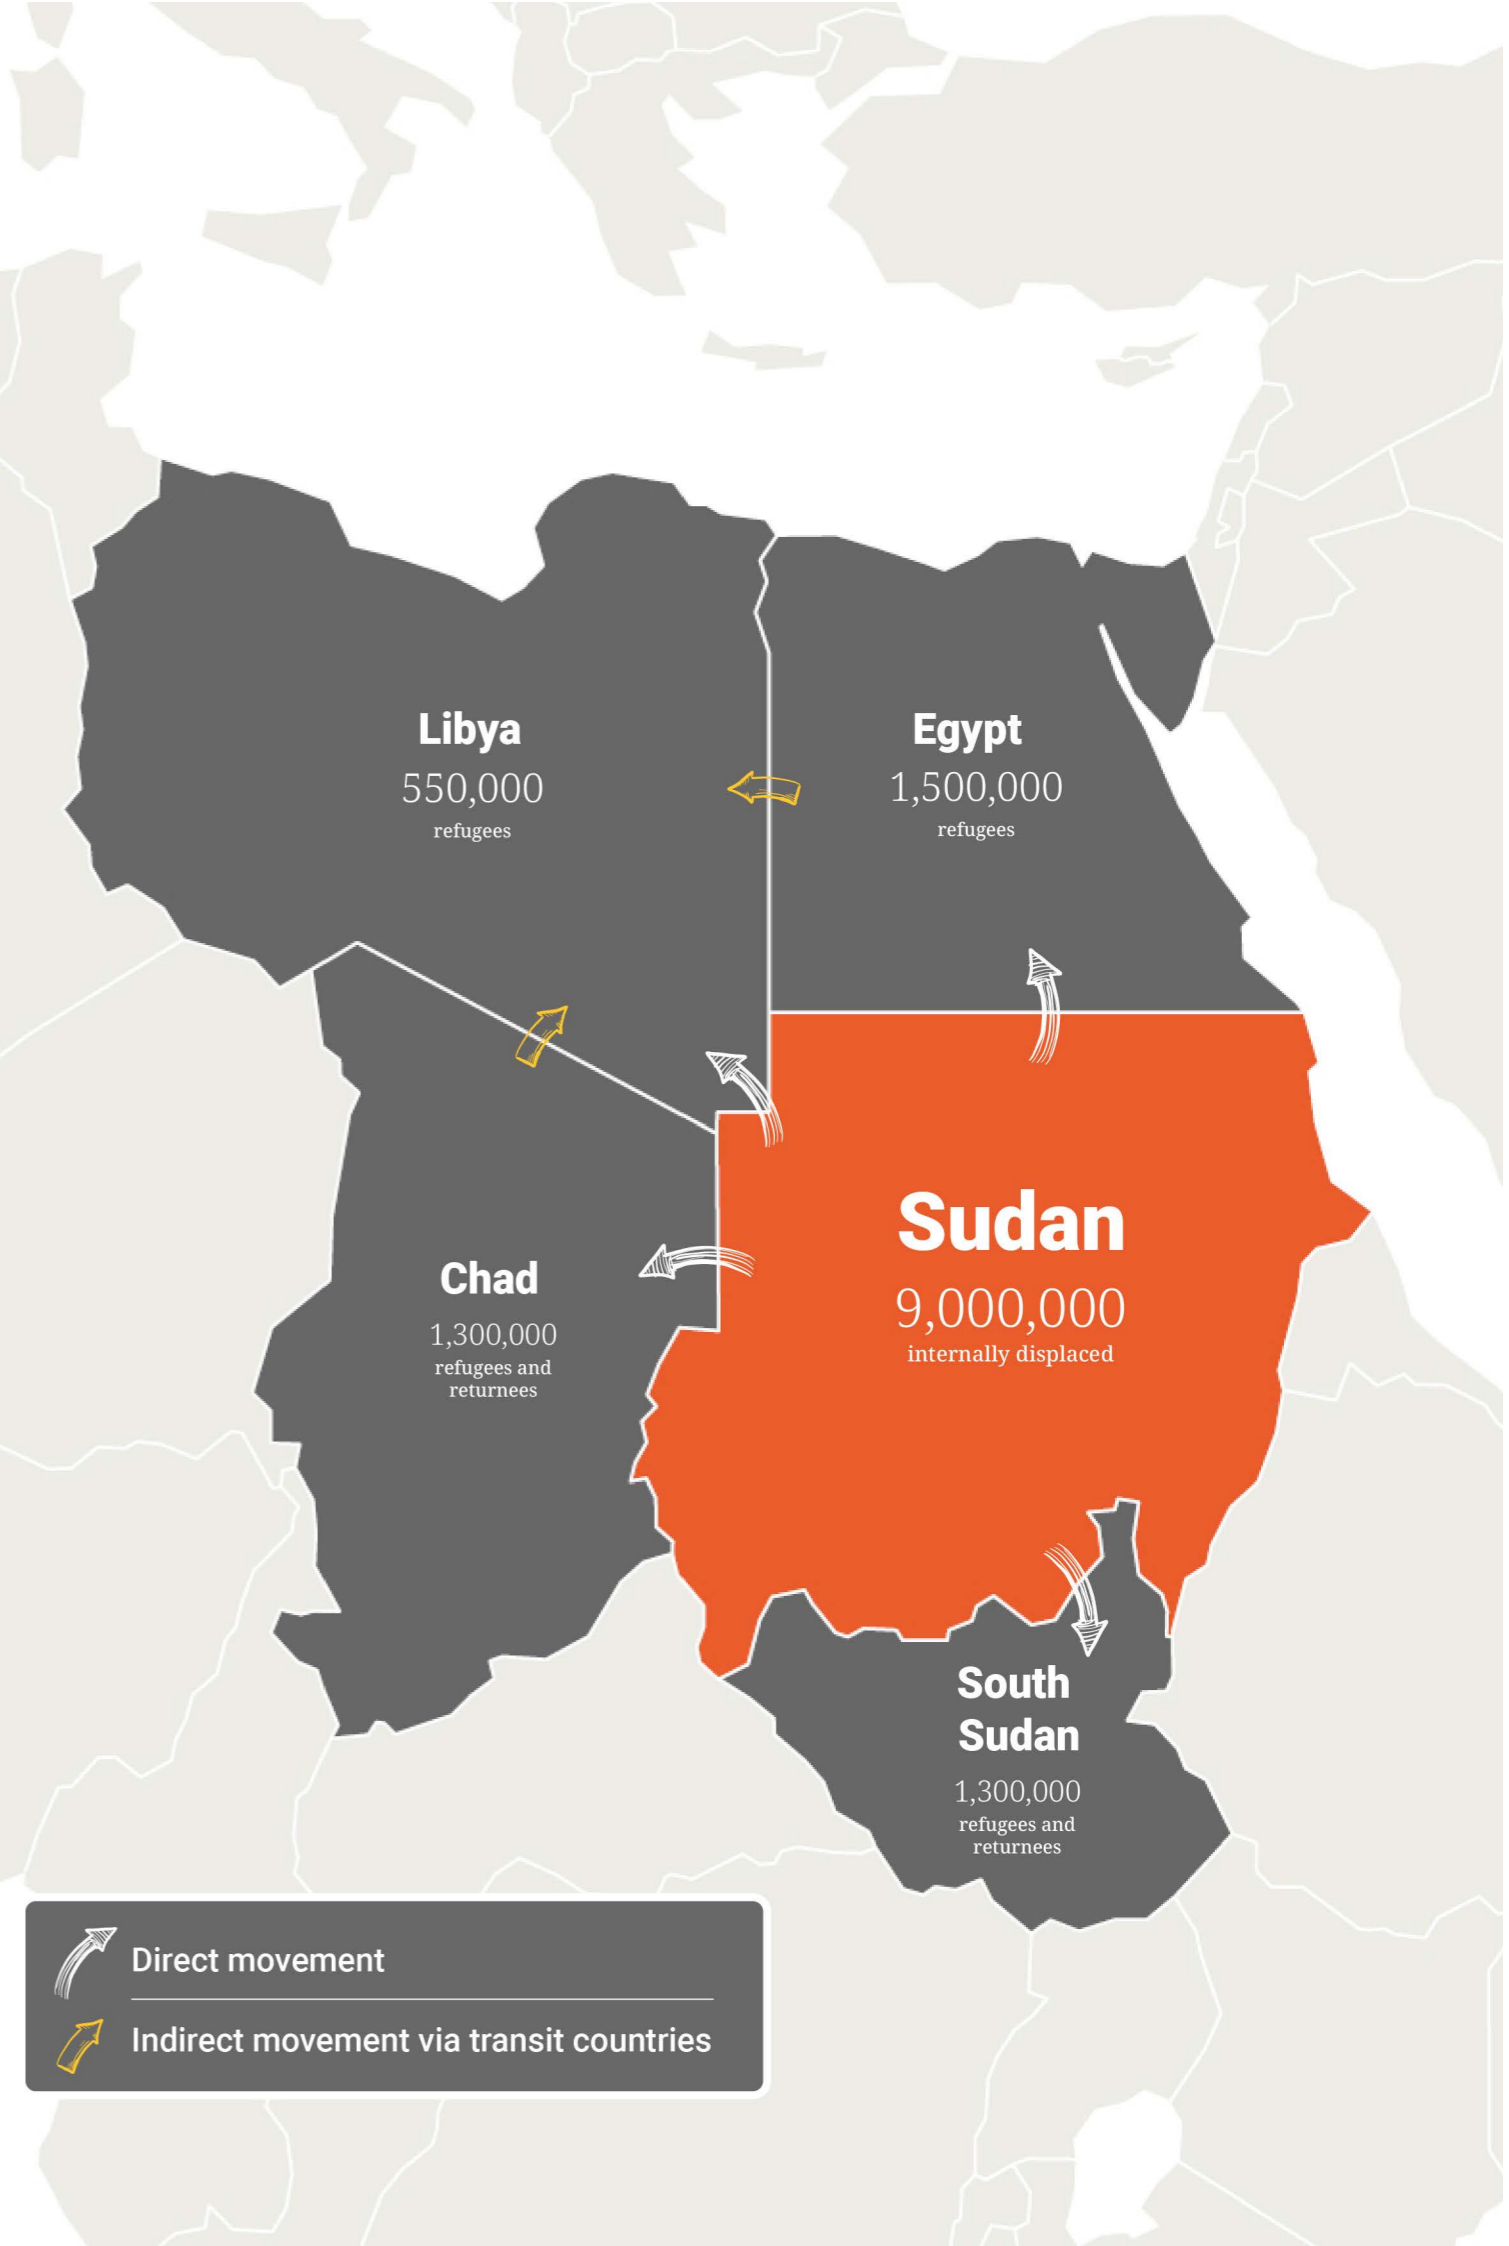 Libya
550,000
refugees
Egypt
1,500,000
refugees
Sudan
9,000,000
internally displaced
Chad
1,300,000
refugees and
returnees
South
Sudan
1,300,000
refugees and
returnees
Direct movement
Indirect movement via transit countries